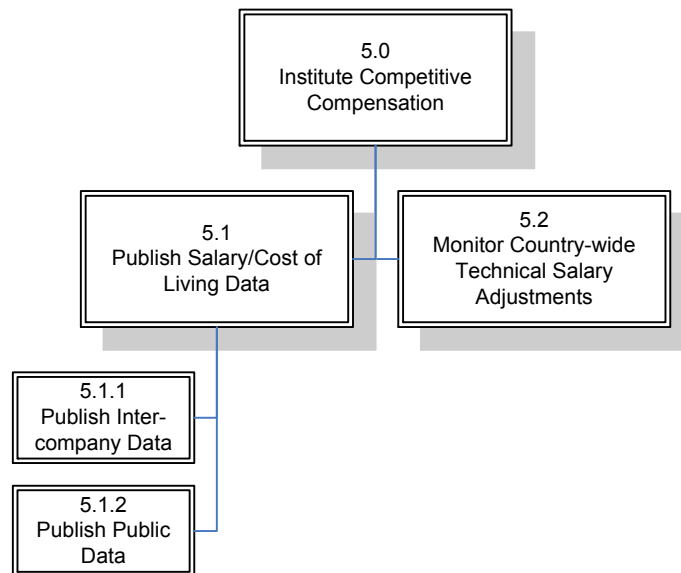 5.0
Institute Competitive
Compensation
5.1
Publish Salary/Cost of
Living Data
5.2
Monitor Country-wide
Technical Salary
Adjustments
5.1.1
Publish Inter-
company Data
5.1.2
Publish Public
Data